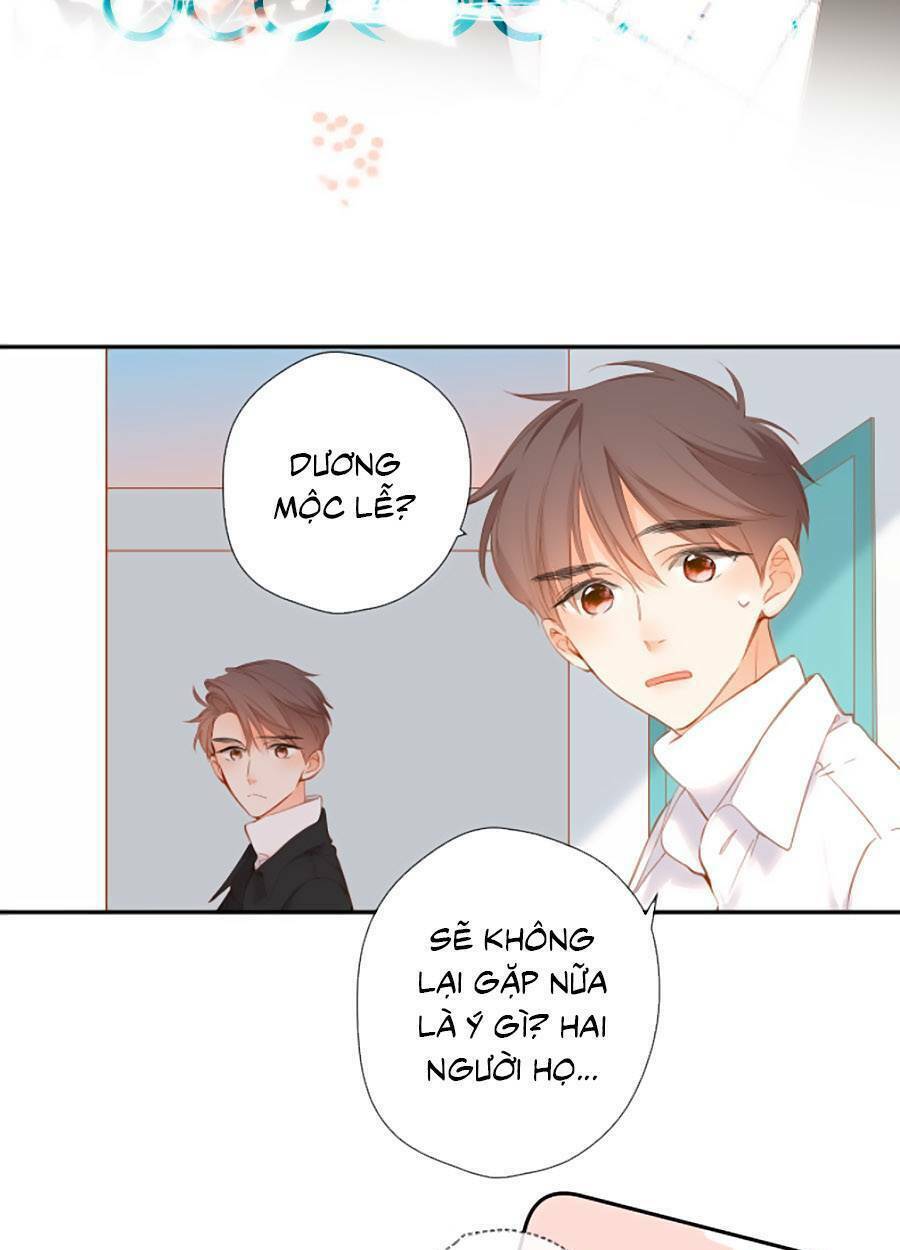 DƯƠNG
MỘC LỄ?
SẼ KHÔNG
LẠI GẶP NỮA
LÀ Ý GÌ? HAI
NGƯỜI HỌ...